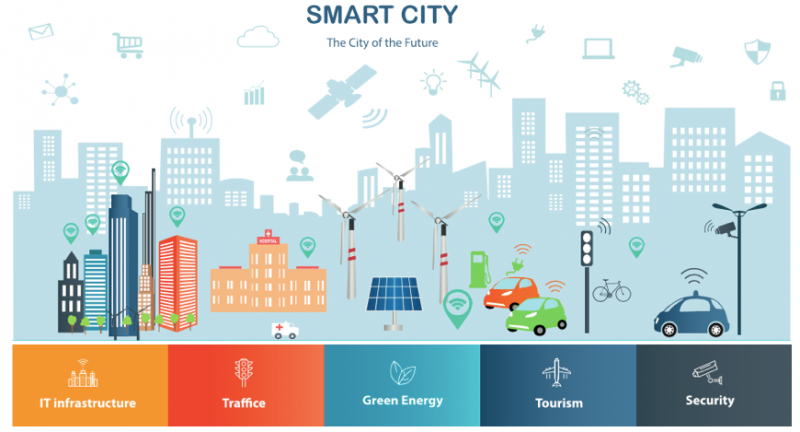 SMART CITY
The City of the Future
HOSPITAL
IT infrastructure
Traffice
Green Energy
Tourism
Security